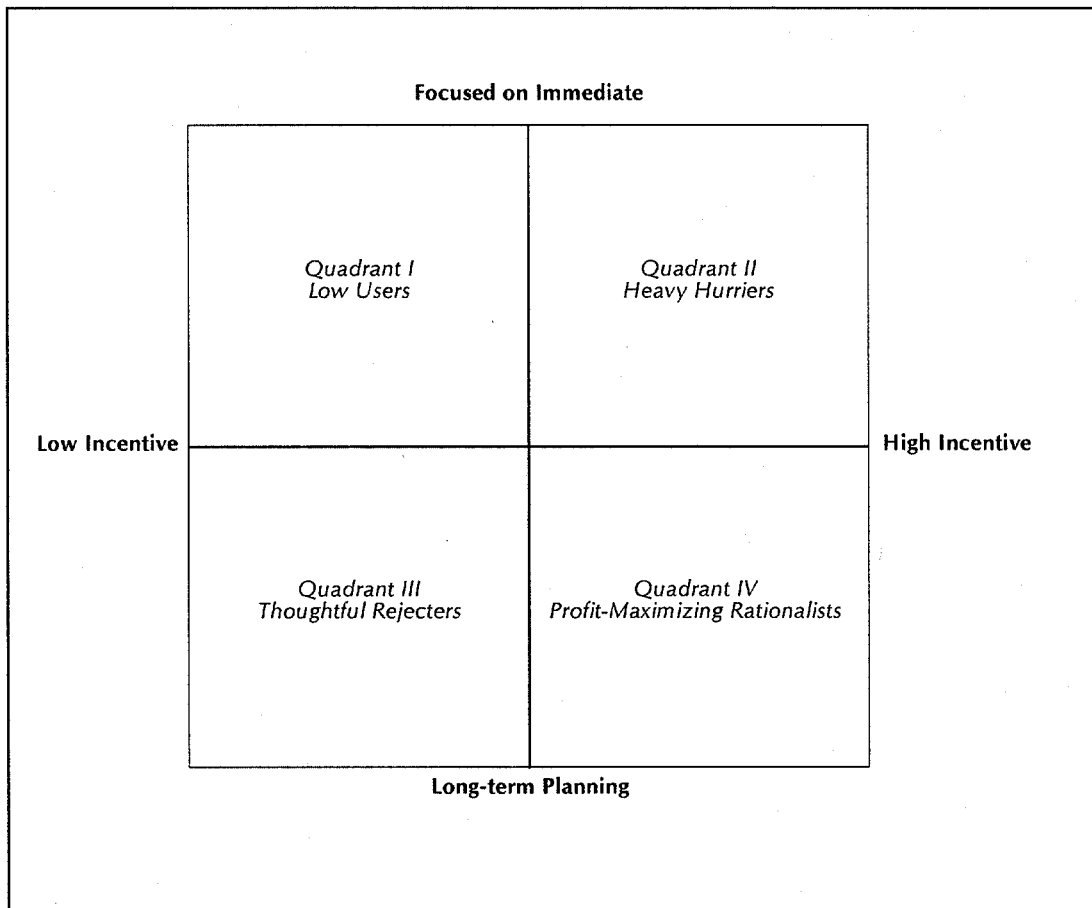 Focused on Immediate
Quadrant I
Low Users
Quadrant II
Heavy Hurriers
Low Incentive
High Incentive
Quadrant III
Thoughtful Rejecters
Quadrant IV
Profit-Maximizing Rationalists
Long-term Planning